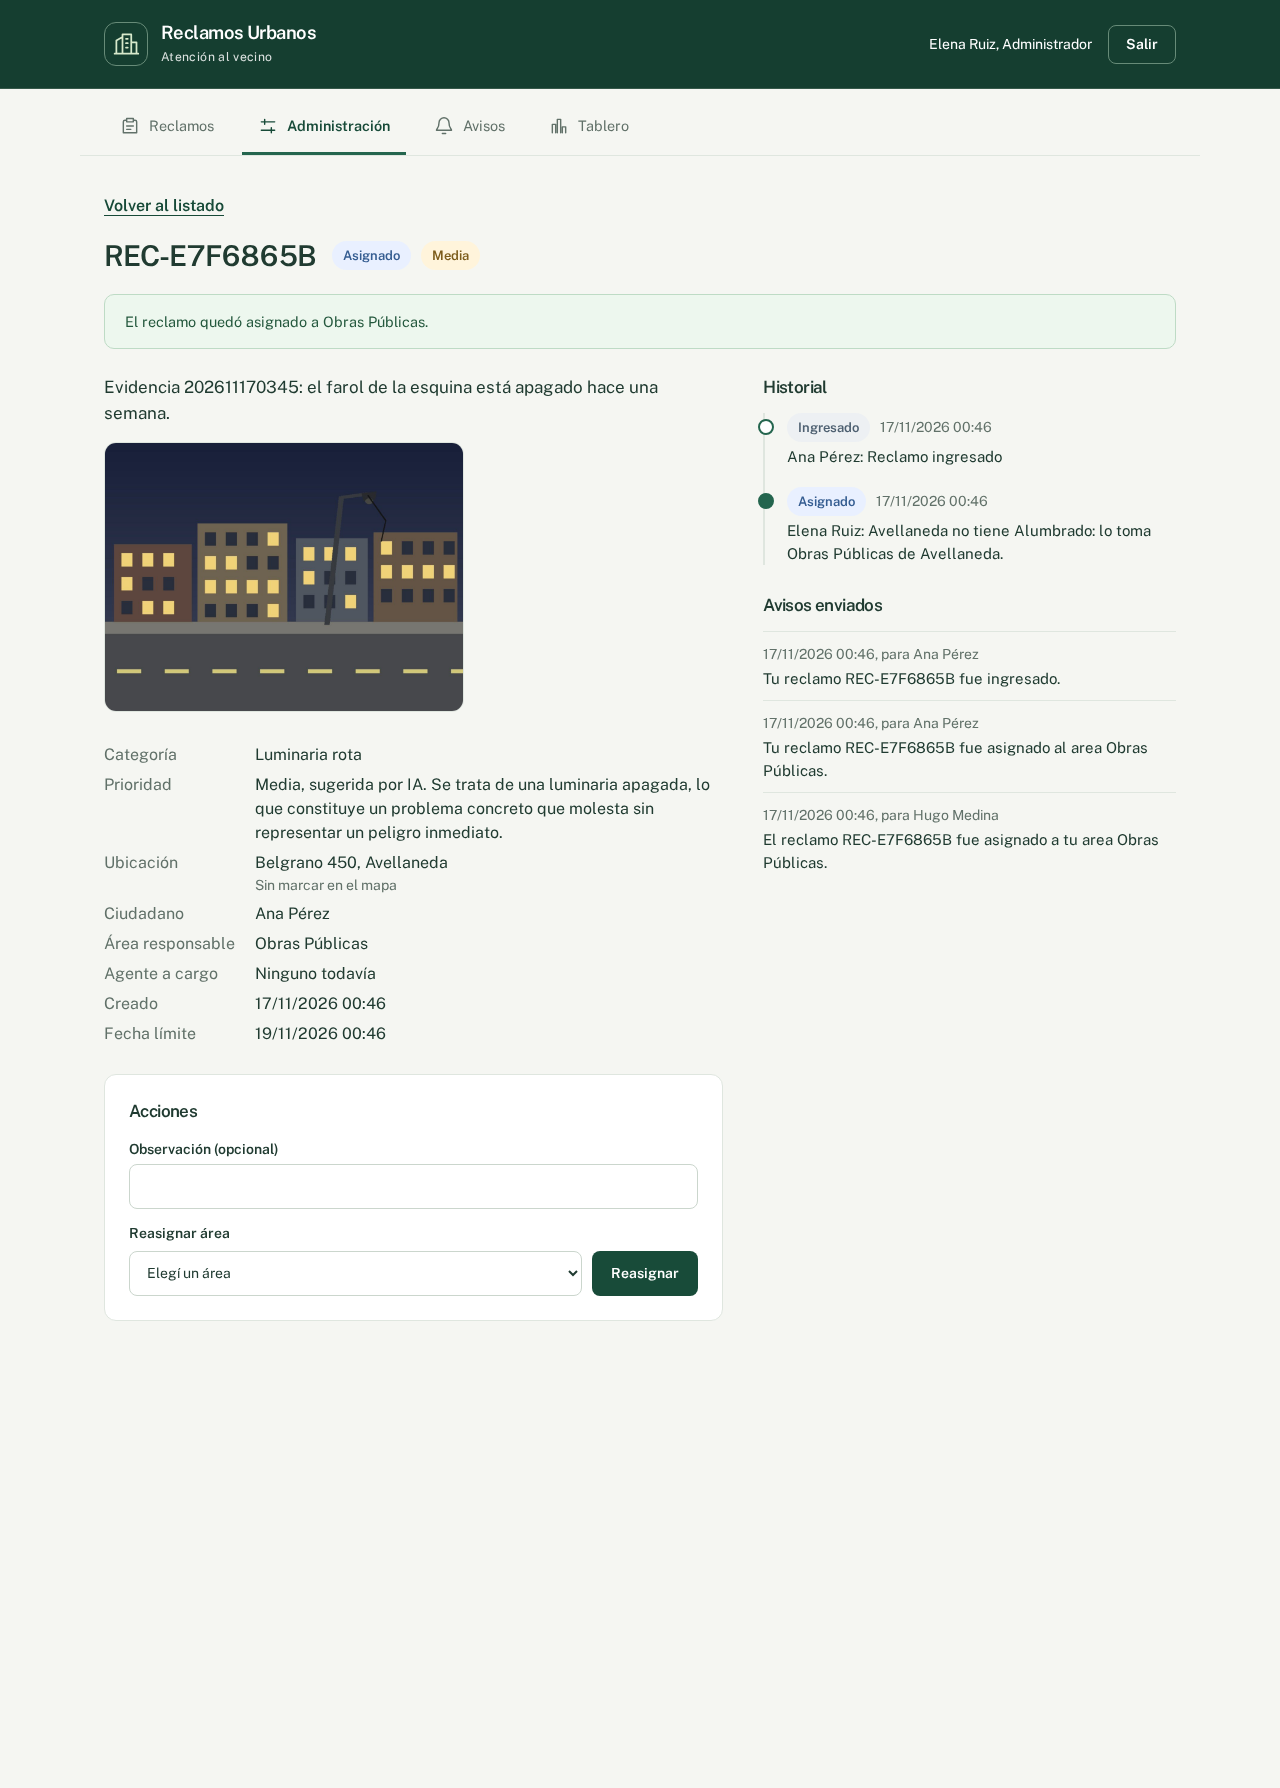 Reclamos Urbanos
Atención al vecino
Elena Ruiz, Administrador
Salir
Reclamos
Administración
Avisos
Tablero
Volver al listado
REC-E7F6865B
Asignado
Media
El reclamo quedó asignado a Obras Públicas.
Evidencia 202611170345: el farol de la esquina está apagado hace una
semana.
Categoría
Luminaria rota
Prioridad
Media, sugerida por IA. Se trata de una luminaria apagada, lo
que constituye un problema concreto que molesta sin
representar un peligro inmediato.
Ubicación
Belgrano 450, Avellaneda
Sin marcar en el mapa
Ciudadano
Ana Pérez
Área responsable
Obras Públicas
Agente a cargo
Ninguno todavía
Creado
17/11/2026 00:46
Fecha límite
19/11/2026 00:46
Acciones
Observación (opcional)
Reasignar área
Elegí un área
Reasignar
Historial
Ingresado
17/11/2026 00:46
Ana Pérez: Reclamo ingresado
Asignado
17/11/2026 00:46
Elena Ruiz: Avellaneda no tiene Alumbrado: lo toma
Obras Públicas de Avellaneda.
Avisos enviados
17/11/2026 00:46, para Ana Pérez
Tu reclamo REC-E7F6865B fue ingresado.
17/11/2026 00:46, para Ana Pérez
Tu reclamo REC-E7F6865B fue asignado al area Obras
Públicas.
17/11/2026 00:46, para Hugo Medina
El reclamo REC-E7F6865B fue asignado a tu area Obras
Públicas.